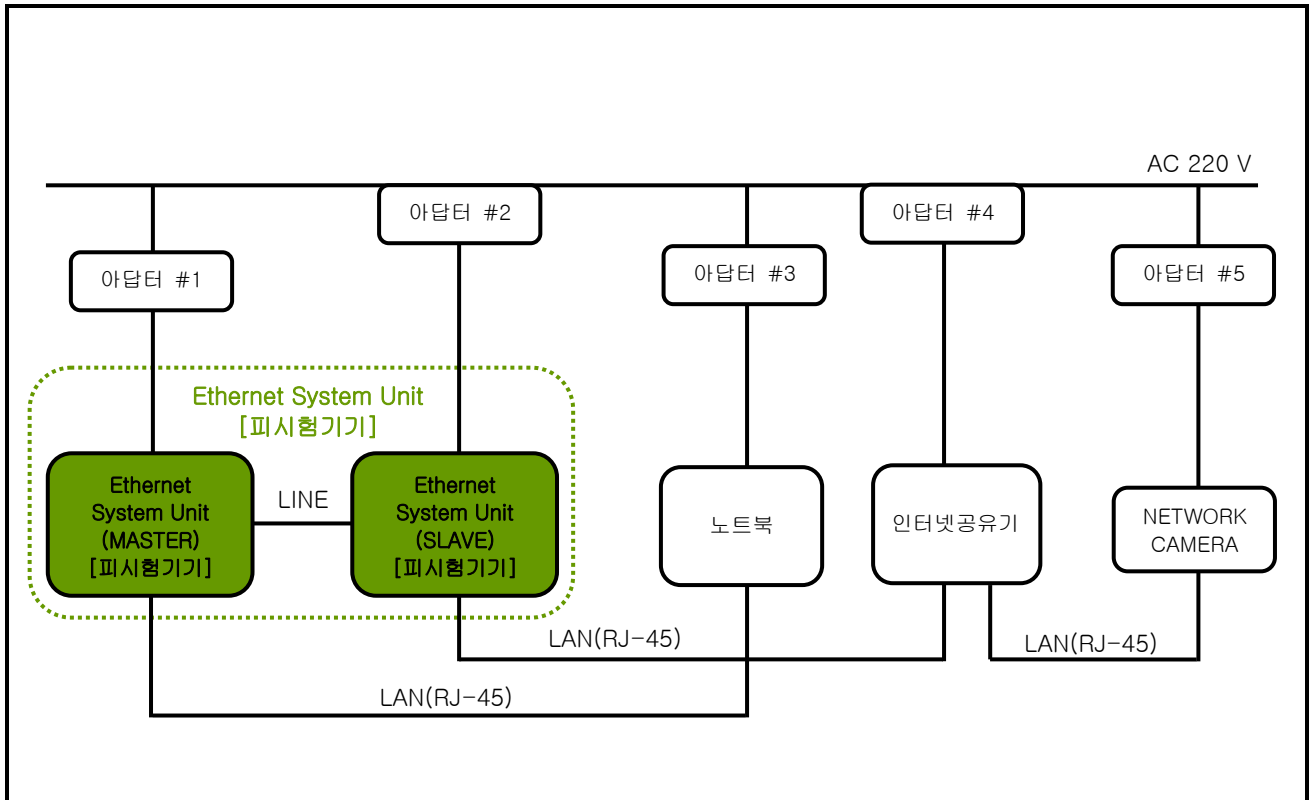 AC 220 V
아답터 #2
아답터 #4
아답터 #1
아답터 #3
아답터 #5
Ethernet System Unit
[피시험기기]
Ethernet
System Unit
(MASTER)
[피시험기기]
LINE
Ethernet
System Unit
(SLAVE)
[피시험기기]
노트북
인터넷공유기
NETWORK
CAMERA
LAN(RJ-45)
LAN(RJ-45)
LAN(RJ-45)